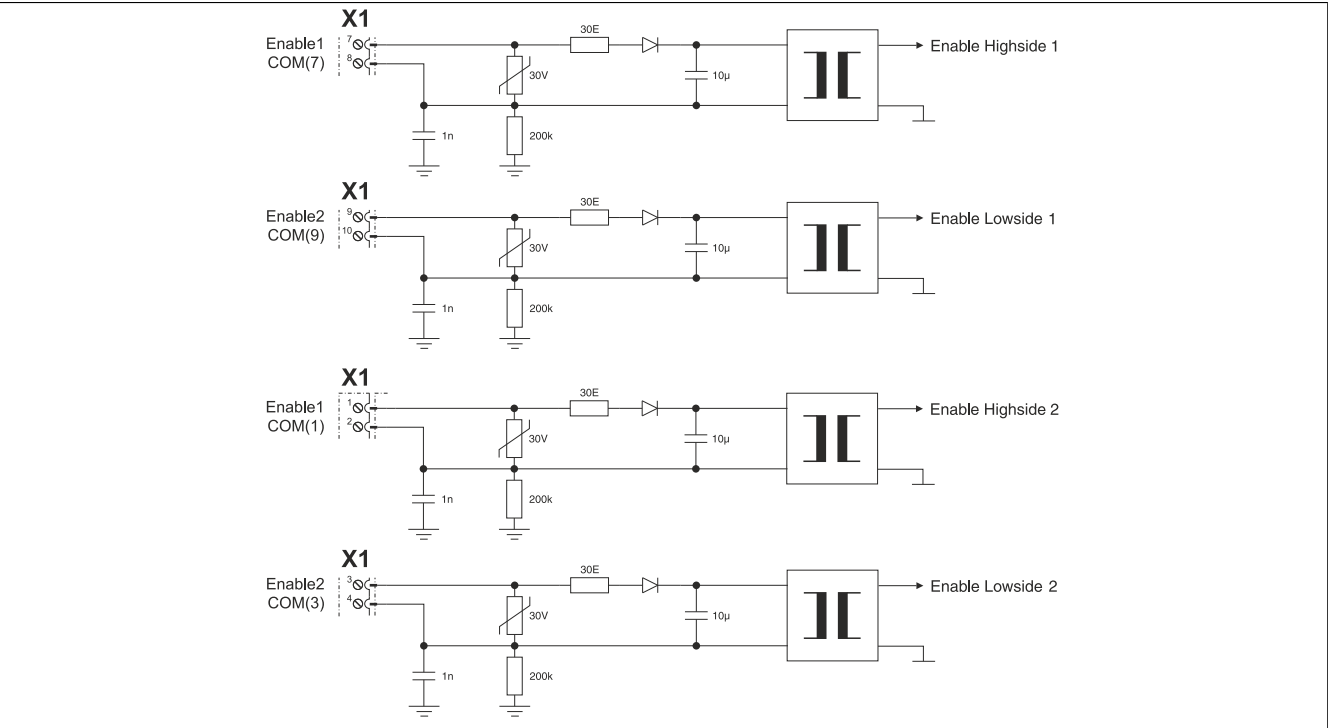 X1
Enable1 7 30E Enable Highside 1
COM(7) 8
30V 10µ
1n 200k
X1
Enable2 9 30E Enable Lowside 1
COM(9) 10
30V 10µ
1n 200k
X1
Enable1 1 30E Enable Highside 2
COM(1) 2
30V 10µ
1n 200k
X1
Enable2 3 30E Enable Lowside 2
COM(3) 4
30V 10µ
1n 200k